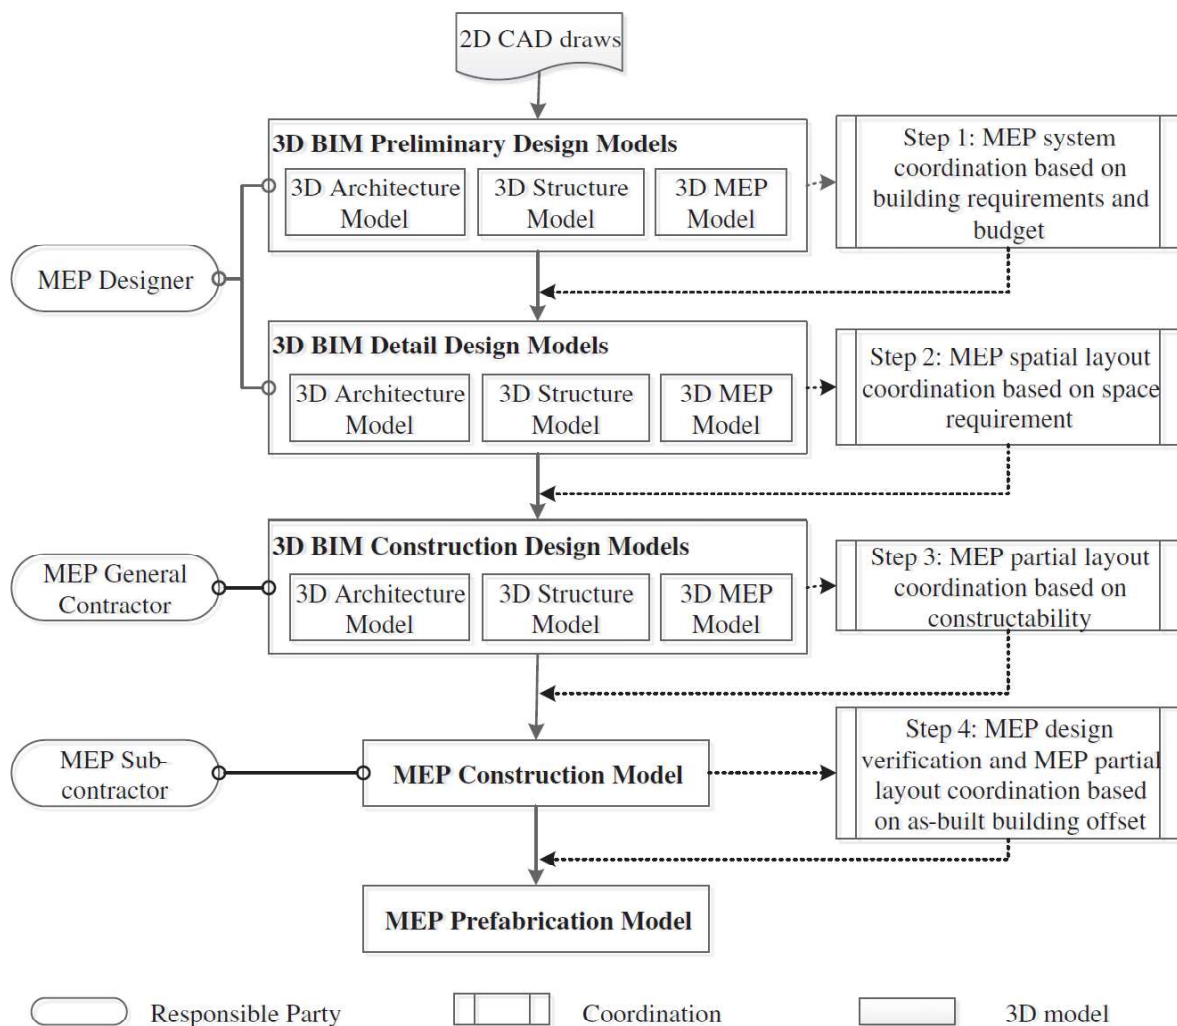 2D CAD draws
3D BIM Preliminary Design Models
3D Architecture
Model
3D Structure
Model
3D MEP
Model
Step 1: MEP system
coordination based on
building requirements and
budget
MEP Designer
3D BIM Detail Design Models
3D Architecture
Model
3D Structure
Model
3D MEP
Model
Step 2: MEP spatial layout
coordination based on space
requirement
MEP General
Contractor
3D BIM Construction Design Models
3D Architecture
Model
3D Structure
Model
3D MEP
Model
Step 3: MEP partial layout
coordination based on
constructability
MEP Sub-
contractor
MEP Construction Model
Step 4: MEP design
verification and MEP partial
layout coordination based
on as-built building offset
MEP Prefabrication Model
Responsible Party
Coordination
3D model